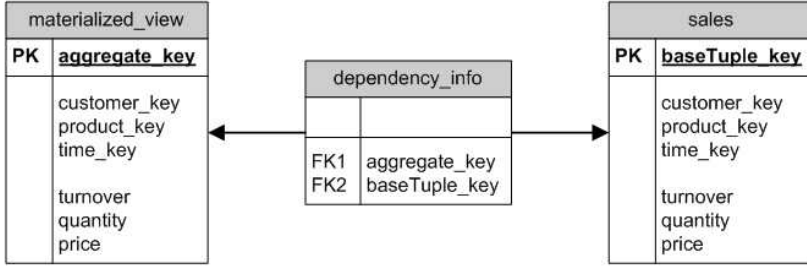 materialized_view
PK aggregate_key
customer_key
product_key
time_key
turnover
quantity
price
dependency_info
FK1 aggregate_key
FK2 baseTuple_key
sales
PK baseTuple_key
customer_key
product_key
time_key
turnover
quantity
price